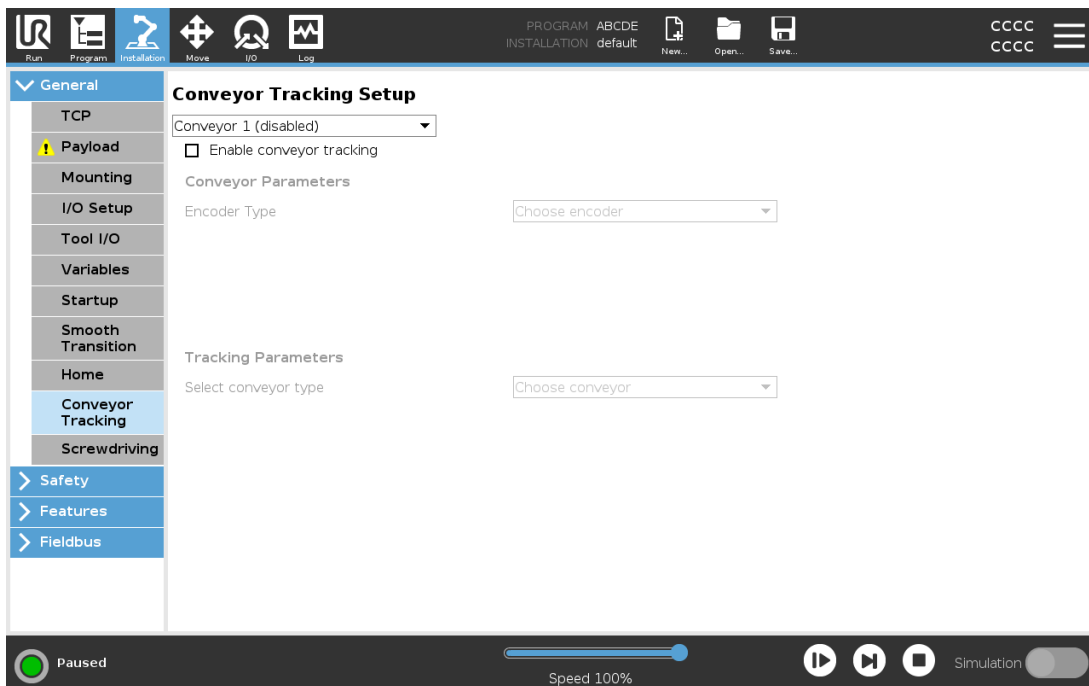 UR
Run
Program
Installation
Move
I/O
Log
PROGRAM ABCDE
INSTALLATION default
New...
Open...
Save...
CCCC
CCCC
General
TCP
Payload
Mounting
I/O Setup
Tool I/O
Variables
Startup
Smooth
Transition
Home
Conveyor
Tracking
Screwdriving
Safety
Features
Fieldbus
Conveyor Tracking Setup
Conveyor 1 (disabled)
Enable conveyor tracking
Conveyor Parameters
Encoder Type Choose encoder
Tracking Parameters
Select conveyor type Choose conveyor
Paused
Speed 100%
Simulation